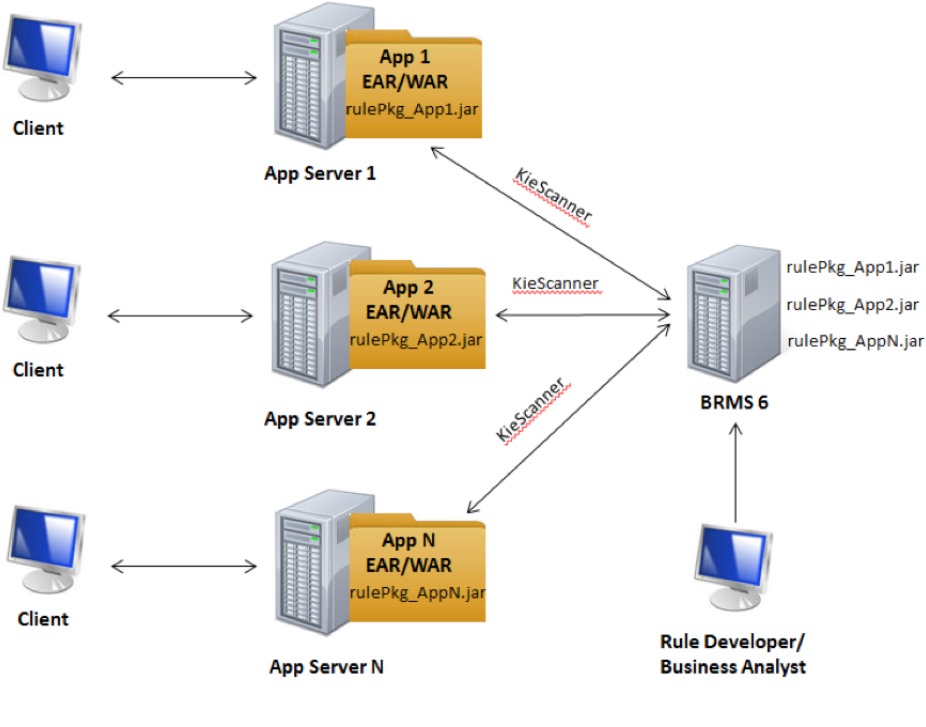 App 1
EAR/WAR
rulePkg_App1.jar
Client
App Server 1
KieScanner
App 2
EAR/WAR
rulePkg_App2.jar
KieScanner
rulePkg_App1.jar
rulePkg_App2.jar
rulePkg_AppN.jar
Client
App Server 2
BRMS 6
KieScanner
App N
EAR/WAR
rulePkg_AppN.jar
Client
App Server N
Rule Developer/
Business Analyst